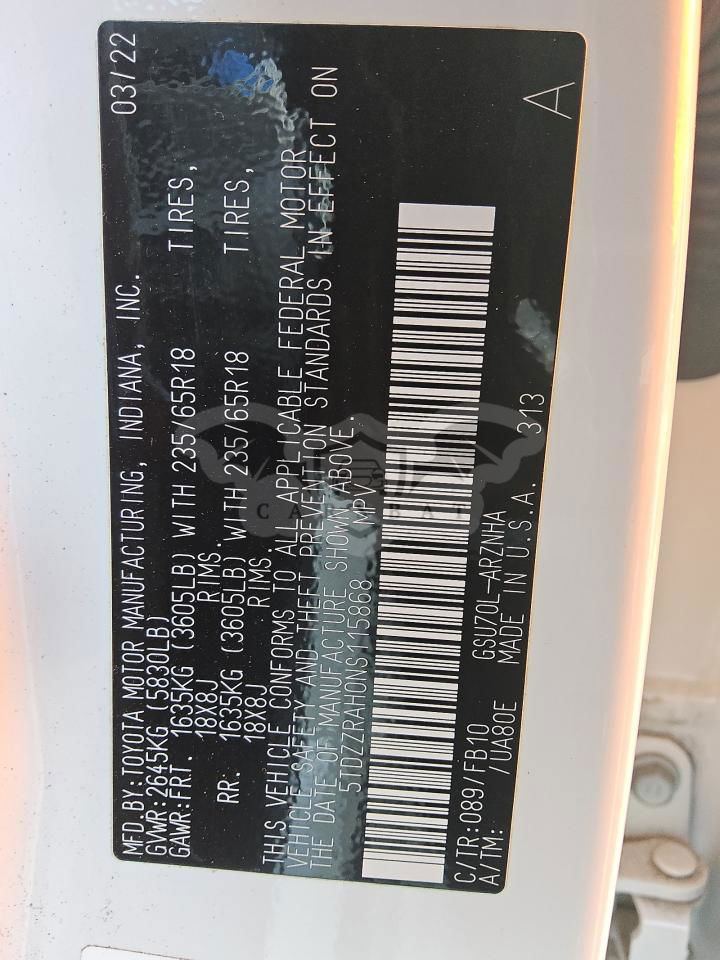 MFD.BY:TOYOTA MOTOR MANUFACTURING, INDIANA, INC. 03/22
GVWR:2645KG (5830LB)
GAWR:FRT. 1635KG (3605LB) WITH 235/65R18 TIRES,
18X8J RIMS.
RR. 1635KG (3605LB) WITH 235/65R18 TIRES,
18X8J RIMS
THIS VEHICLE CONFORMS TO ALL APPLICABLE FEDERAL MOTOR
VEHICLE SAFETY AND THEFT PREVENTION STANDARDS IN EFFECT ON
THE DATE OF MANUFACTURE SHOWN ABOVE.
5TDZZRAH0NS115868 MPV
C/TR:089/FB10 GSU70L-ARZNHA 313
A/TM: /UA80E MADE IN U.S.A.
A